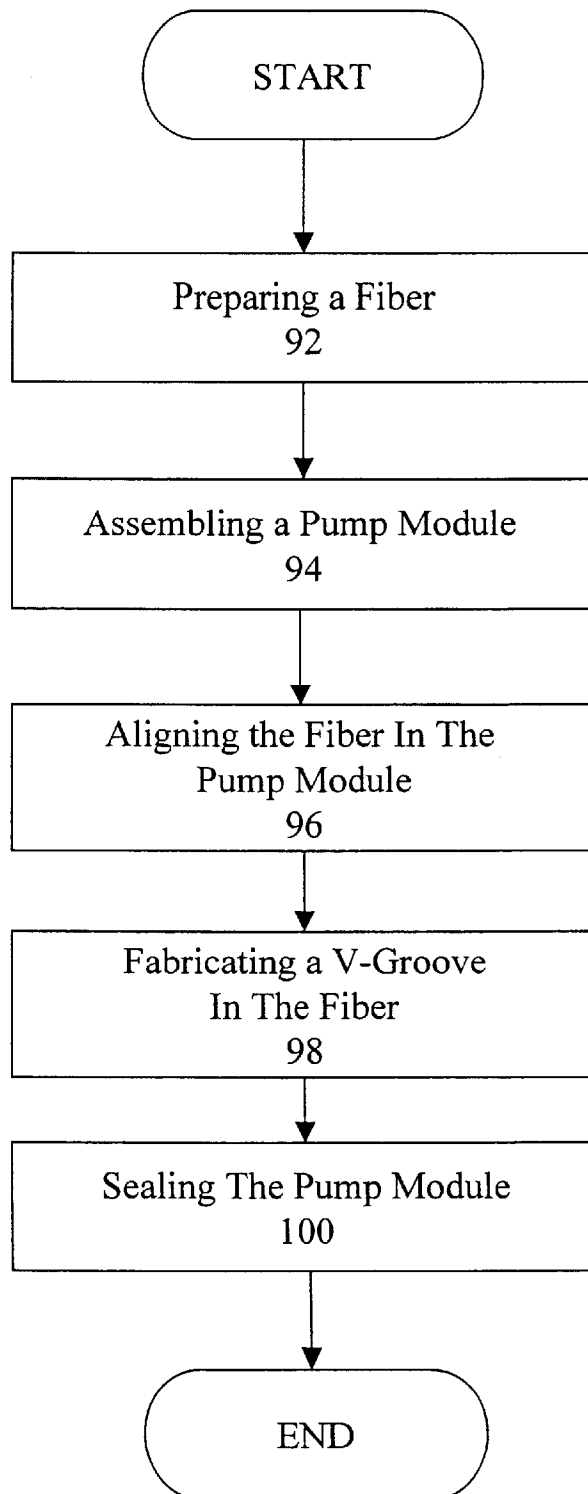 START
Preparing a Fiber
92
Assembling a Pump Module
94
Aligning the Fiber In The
Pump Module
96
Fabricating a V-Groove
In The Fiber
98
Sealing The Pump Module
100
END